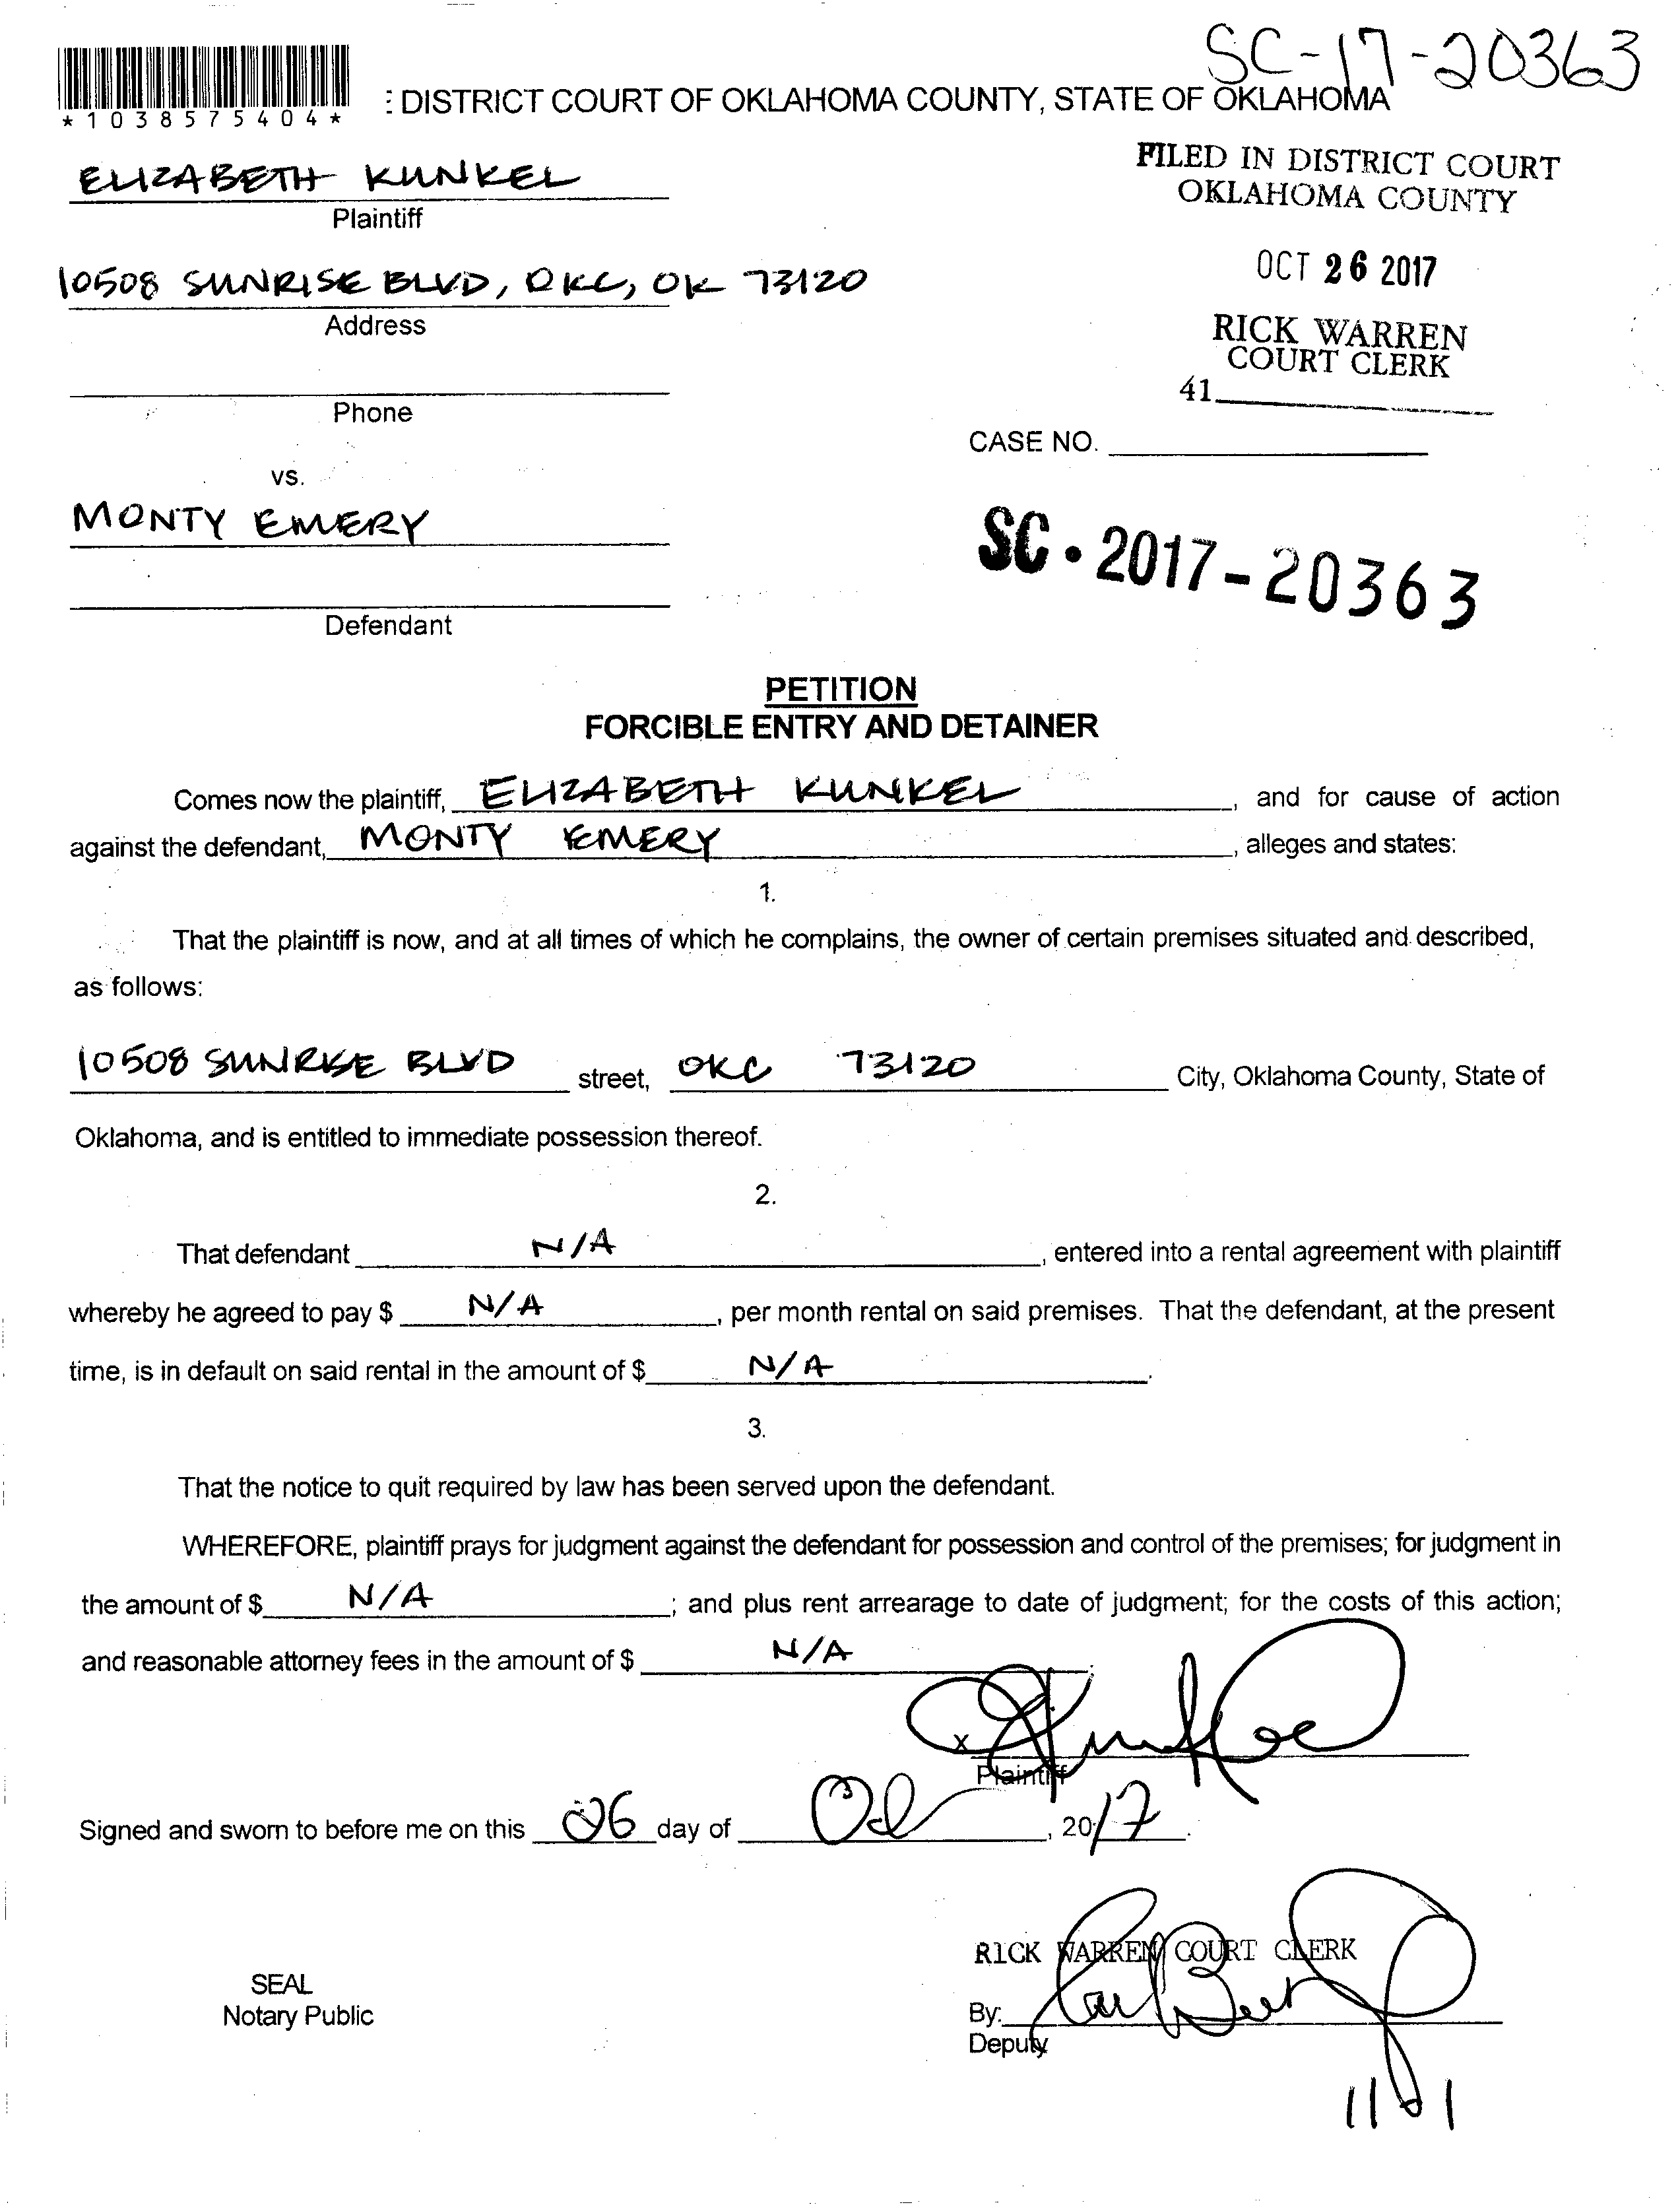 SC-17-20363
*1038575404*
: DISTRICT COURT OF OKLAHOMA COUNTY, STATE OF OKLAHOMA
FILED IN DISTRICT COURT
OKLAHOMA COUNTY
ELIZABETH KUNKEL
Plaintiff
OCT 26 2017
10508 SUNRISE BLVD, OKC, OK 73120
Address
RICK WARREN
COURT CLERK
41
Phone
CASE NO.
vs.
MONTY EMERY
SC · 2017-20363
Defendant
PETITION
FORCIBLE ENTRY AND DETAINER
Comes now the plaintiff, ELIZABETH KUNKEL, and for cause of action
against the defendant, MONTY EMERY, alleges and states:
1.
That the plaintiff is now, and at all times of which he complains, the owner of certain premises situated and described,
as follows:
10508 SUNRISE BLVD street, OKC 73120 City, Oklahoma County, State of
Oklahoma, and is entitled to immediate possession thereof.
2.
That defendant N/A, entered into a rental agreement with plaintiff
whereby he agreed to pay $ N/A, per month rental on said premises. That the defendant, at the present
time, is in default on said rental in the amount of $ N/A.
3.
That the notice to quit required by law has been served upon the defendant.
WHEREFORE, plaintiff prays for judgment against the defendant for possession and control of the premises; for judgment in
the amount of $ N/A; and plus rent arrearage to date of judgment; for the costs of this action;
and reasonable attorney fees in the amount of $ N/A.
x
Plaintiff
Signed and sworn to before me on this 26 day of Oct, 2017.
RICK WARREN COURT CLERK
SEAL
Notary Public
By:
Deputy